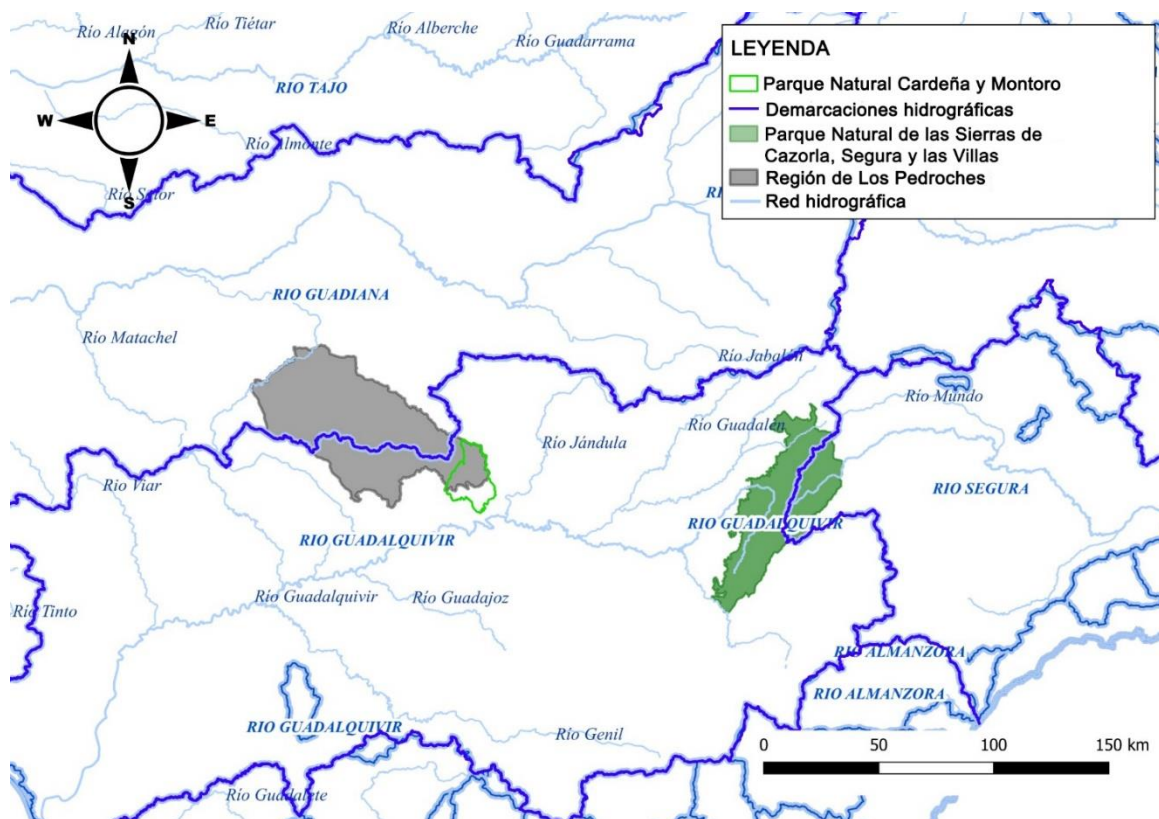 Río Alagón
Río Tiétar
Río Alberche
Río Guadarrama
N
RIO TAJO
W
E
Río Almonte
Río Salor
S
LEYENDA
Parque Natural Cardeña y Montoro
Demarcaciones hidrográficas
Parque Natural de las Sierras de
Cazorla, Segura y las Villas
Región de Los Pedroches
Red hidrográfica
RIO GUADIANA
Río Matachel
Río Jabalón
Río Mundo
Río Guadalén
Río Jándula
Río Viar
RIO SEGURA
RIO GUADALQUIVIR
RIO GUADALQUIVIR
Río Guadalquivir
Río Guadajoz
Río Tinto
RIO ALMANZORA
RIO ALMANZORA
RIO GUADALQUIVIR
Río Genil
0 50 100 150 km
Río Guadalete